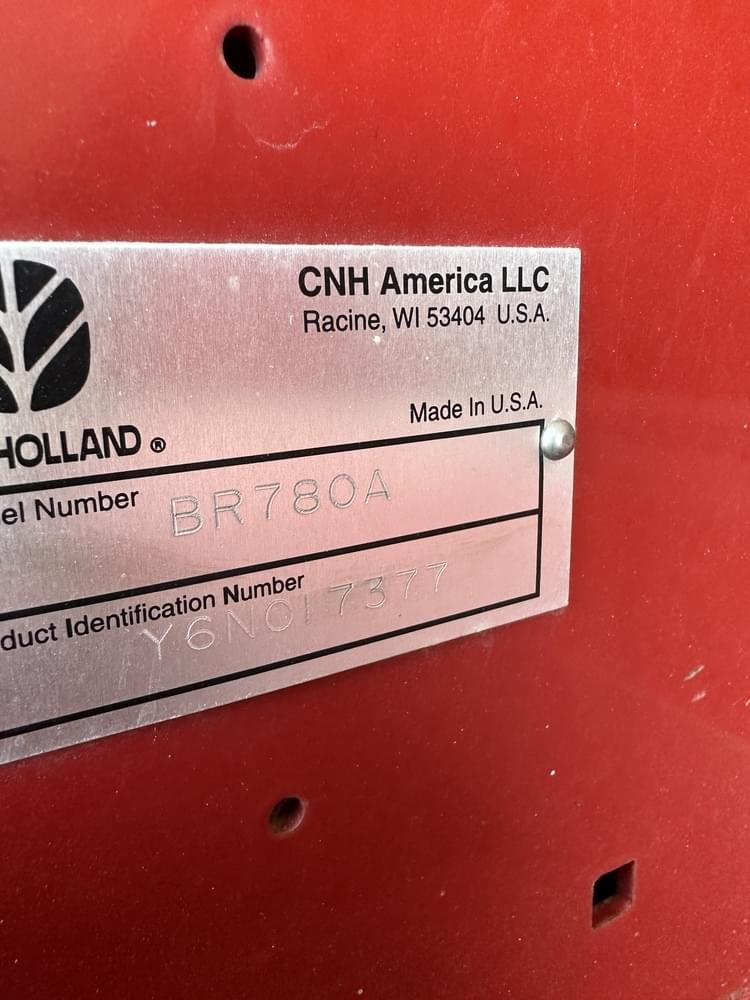 CNH America LLC
Racine, WI 53404 U.S.A.
Made In U.S.A.
HOLLAND ®
el Number BR780A
duct Identification Number
Y6N017377